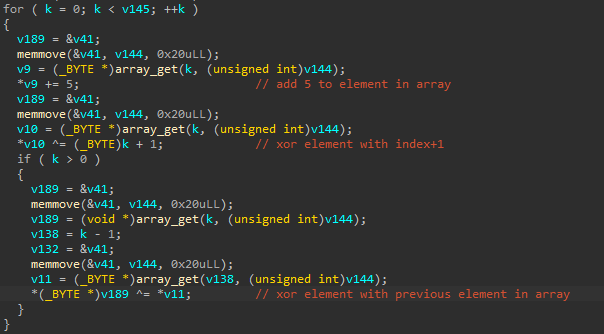 for ( k = 0; k < v145; ++k )
{
  v189 = &v41;
  memmove(&v41, v144, 0x20uLL);
  v9 = (_BYTE *)array_get(k, (unsigned int)v144);
  *v9 += 5;                         // add 5 to element in array
  v189 = &v41;
  memmove(&v41, v144, 0x20uLL);
  v10 = (_BYTE *)array_get(k, (unsigned int)v144);
  *v10 ^= (_BYTE)k + 1;             // xor element with index+1
  if ( k > 0 )
  {
    v189 = &v41;
    memmove(&v41, v144, 0x20uLL);
    v189 = (void *)array_get(k, (unsigned int)v144);
    v138 = k - 1;
    v132 = &v41;
    memmove(&v41, v144, 0x20uLL);
    v11 = (_BYTE *)array_get(v138, (unsigned int)v144);
    *(_BYTE *)v189 ^= *v11;         // xor element with previous element in array
  }
}